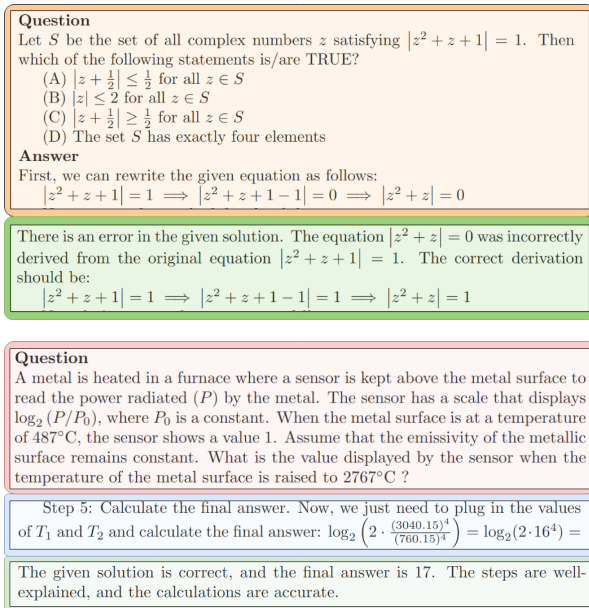 Question
Let S be the set of all complex numbers z satisfying |z² + z + 1| = 1. Then
which of the following statements is/are TRUE?
(A) |z + 1/2| ≤ 1/2 for all z ∈ S
(B) |z| ≤ 2 for all z ∈ S
(C) |z + 1/2| ≥ 1/2 for all z ∈ S
(D) The set S has exactly four elements
Answer
First, we can rewrite the given equation as follows:
|z² + z + 1| = 1 ⟹ |z² + z + 1 − 1| = 0 ⟹ |z² + z| = 0
There is an error in the given solution. The equation |z² + z| = 0 was incorrectly
derived from the original equation |z² + z + 1| = 1. The correct derivation
should be:
|z² + z + 1| = 1 ⟹ |z² + z + 1 − 1| = 1 ⟹ |z² + z| = 1
Question
A metal is heated in a furnace where a sensor is kept above the metal surface to
read the power radiated (P) by the metal. The sensor has a scale that displays
log₂ (P/P₀), where P₀ is a constant. When the metal surface is at a temperature
of 487°C, the sensor shows a value 1. Assume that the emissivity of the metallic
surface remains constant. What is the value displayed by the sensor when the
temperature of the metal surface is raised to 2767°C ?
Step 5: Calculate the final answer. Now, we just need to plug in the values
of T₁ and T₂ and calculate the final answer: log₂ (2 · (3040.15)⁴/(760.15)⁴) = log₂(2·16⁴) =
The given solution is correct, and the final answer is 17. The steps are well-
explained, and the calculations are accurate.